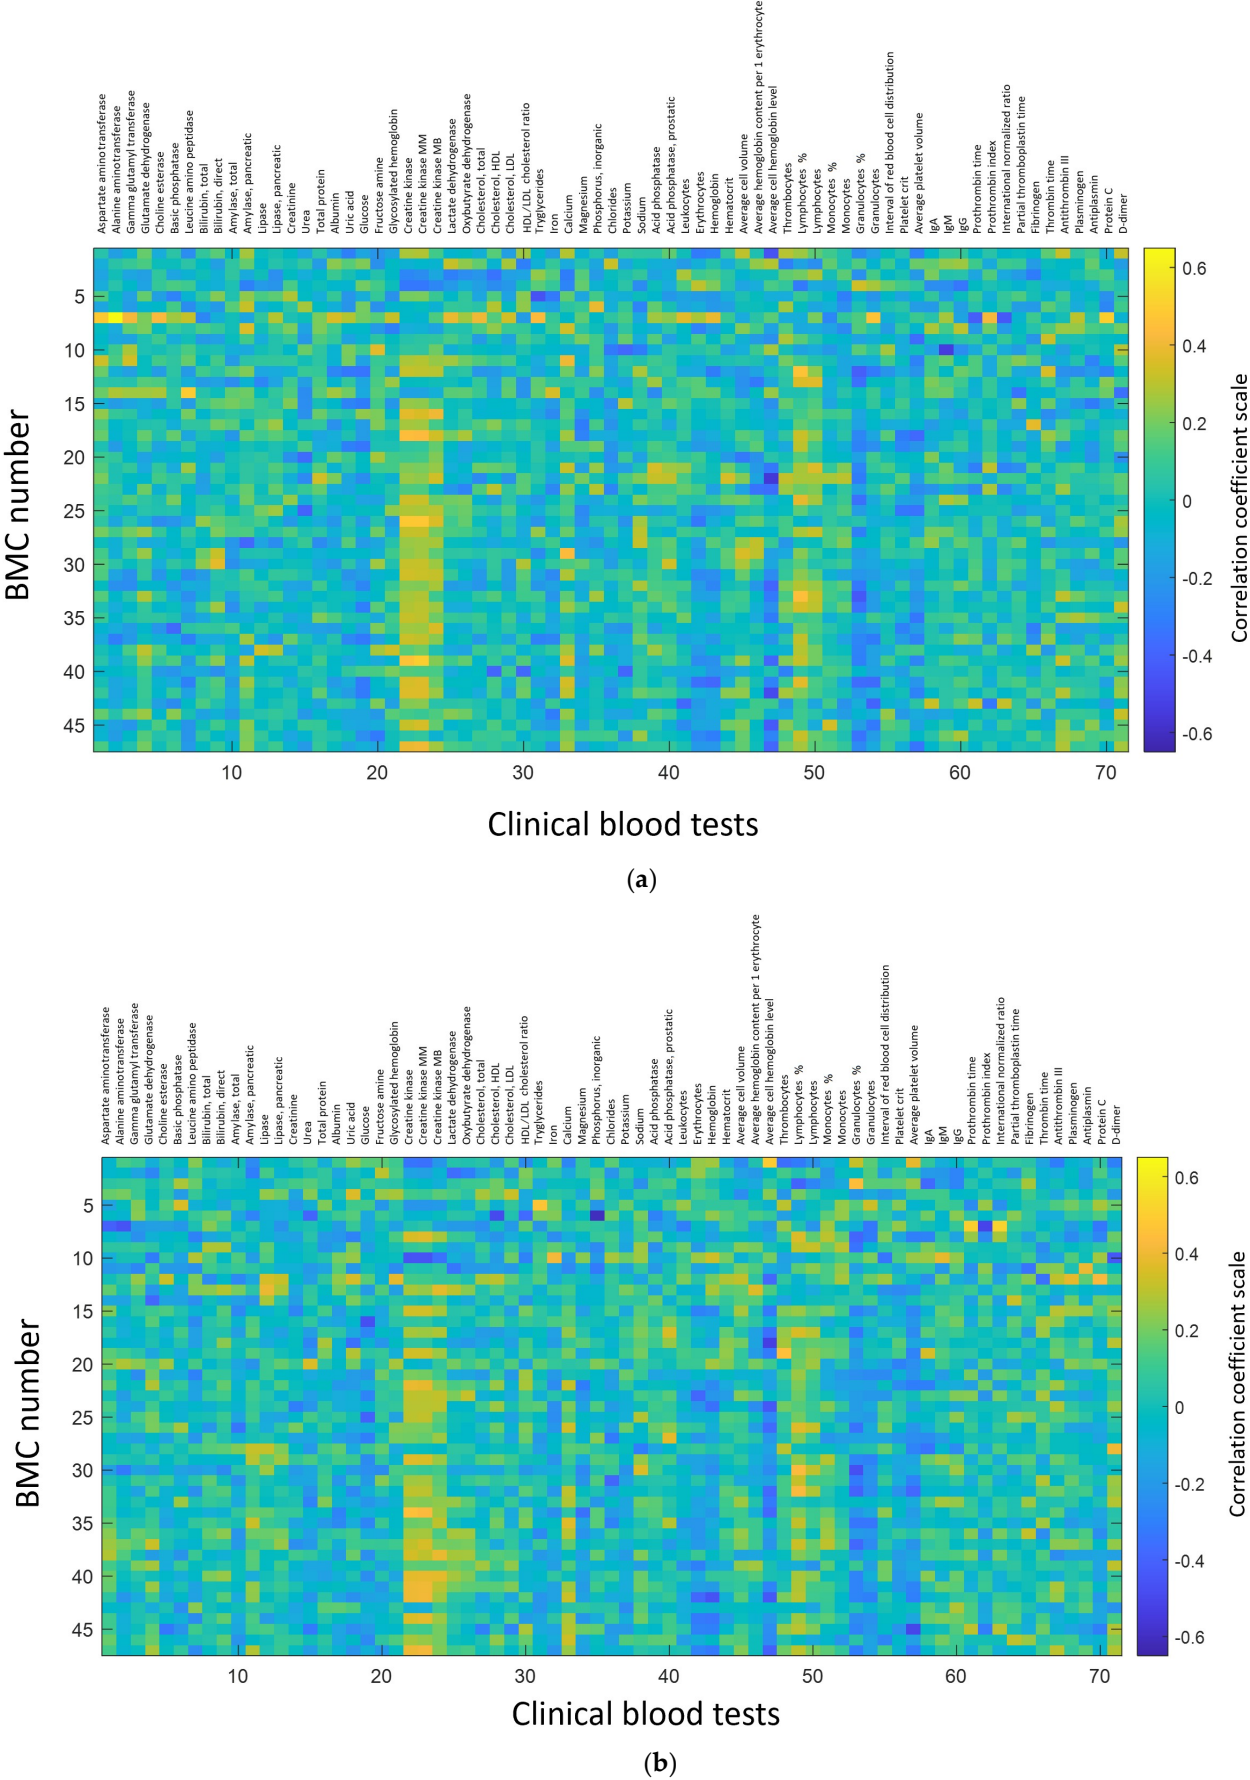 Aspartate aminotransferase
Alanine aminotransferase
Gamma glutamyl transferase
Glutamate dehydrogenase
Choline esterase
Basic phosphatase
Leucine amino peptidase
Bilirubin, total
Bilirubin, direct
Amylase, total
Amylase, pancreatic
Lipase
Lipase, pancreatic
Creatinine
Urea
Total protein
Albumin
Uric acid
Glucose
Fructose amine
Glycosylated hemoglobin
Creatine kinase
Creatine kinase MM
Creatine kinase MB
Lactate dehydrogenase
Oxybutyrate dehydrogenase
Cholesterol, total
Cholesterol, HDL
Cholesterol, LDL
HDL/LDL cholesterol ratio
Tryglycerides
Iron
Calcium
Magnesium
Phosphorus, inorganic
Chlorides
Potassium
Sodium
Acid phosphatase
Acid phosphatase, prostatic
Leukocytes
Erythrocytes
Hemoglobin
Hematocrit
Average cell volume
Average hemoglobin content per 1 erythrocyte
Average cell hemoglobin level
Thrombocytes
Lymphocytes %
Lymphocytes
Monocytes %
Monocytes
Granulocytes %
Granulocytes
Interval of red blood cell distribution
Platelet crit
Average platelet volume
IgA
IgM
IgG
Prothrombin time
Prothrombin index
International normalized ratio
Partial thromboplastin time
Fibrinogen
Thrombin time
Antithrombin III
Plasminogen
Antiplasmin
Protein C
D-dimer
BMC number
5
10
15
20
25
30
35
40
45
10
20
30
40
50
60
70
Clinical blood tests
0.6
0.4
0.2
0
-0.2
-0.4
-0.6
Correlation coefficient scale
(a)
Aspartate aminotransferase
Alanine aminotransferase
Gamma glutamyl transferase
Glutamate dehydrogenase
Choline esterase
Basic phosphatase
Leucine amino peptidase
Bilirubin, total
Bilirubin, direct
Amylase, total
Amylase, pancreatic
Lipase
Lipase, pancreatic
Creatinine
Urea
Total protein
Albumin
Uric acid
Glucose
Fructose amine
Glycosylated hemoglobin
Creatine kinase
Creatine kinase MM
Creatine kinase MB
Lactate dehydrogenase
Oxybutyrate dehydrogenase
Cholesterol, total
Cholesterol, HDL
Cholesterol, LDL
HDL/LDL cholesterol ratio
Tryglycerides
Iron
Calcium
Magnesium
Phosphorus, inorganic
Chlorides
Potassium
Sodium
Acid phosphatase
Acid phosphatase, prostatic
Leukocytes
Erythrocytes
Hemoglobin
Hematocrit
Average cell volume
Average hemoglobin content per 1 erythrocyte
Average cell hemoglobin level
Thrombocytes
Lymphocytes %
Lymphocytes
Monocytes %
Monocytes
Granulocytes %
Granulocytes
Interval of red blood cell distribution
Platelet crit
Average platelet volume
IgA
IgM
IgG
Prothrombin time
Prothrombin index
International normalized ratio
Partial thromboplastin time
Fibrinogen
Thrombin time
Antithrombin III
Plasminogen
Antiplasmin
Protein C
D-dimer
BMC number
5
10
15
20
25
30
35
40
45
10
20
30
40
50
60
70
Clinical blood tests
0.6
0.4
0.2
0
-0.2
-0.4
-0.6
Correlation coefficient scale
(b)